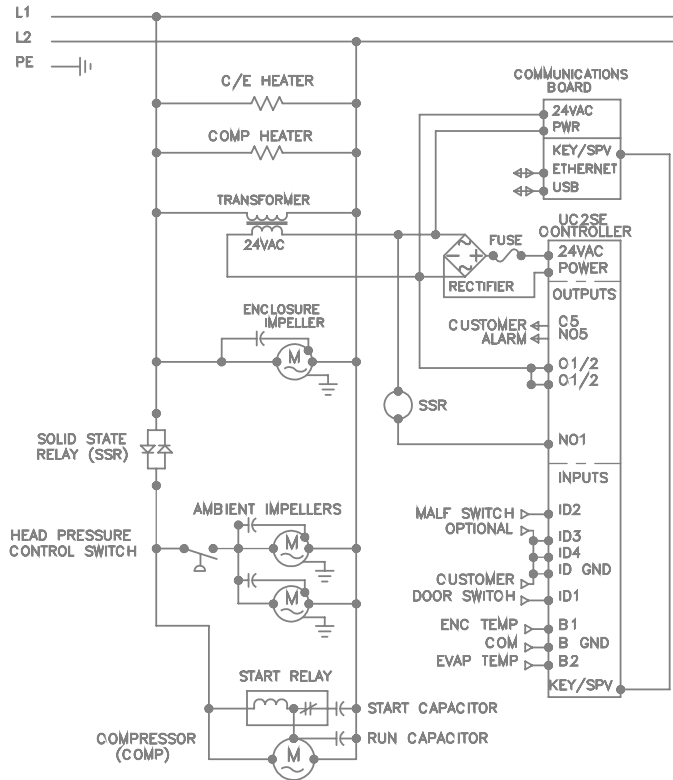 L1
L2
PE
C/E HEATER
COMP HEATER
TRANSFORMER
24VAC
COMMUNICATIONS
BOARD
24VAC
PWR
KEY/SPV
ETHERNET
USB
UC2SE
CONTROLLER
FUSE
24VAC
POWER
RECTIFIER
OUTPUTS
ENCLOSURE
IMPELLER
M
CUSTOMER
ALARM
C5
NO5
01/2
01/2
SSR
NO1
SOLID STATE
RELAY (SSR)
INPUTS
AMBIENT IMPELLERS
HEAD PRESSURE
CONTROL SWITCH
M
M
MALF SWITCH
ID2
OPTIONAL
ID3
ID4
ID GND
CUSTOMER
DOOR SWITCH
ID1
ENC TEMP
B1
COM
B GND
EVAP TEMP
B2
KEY/SPV
START RELAY
START CAPACITOR
RUN CAPACITOR
COMPRESSOR
(COMP)
M